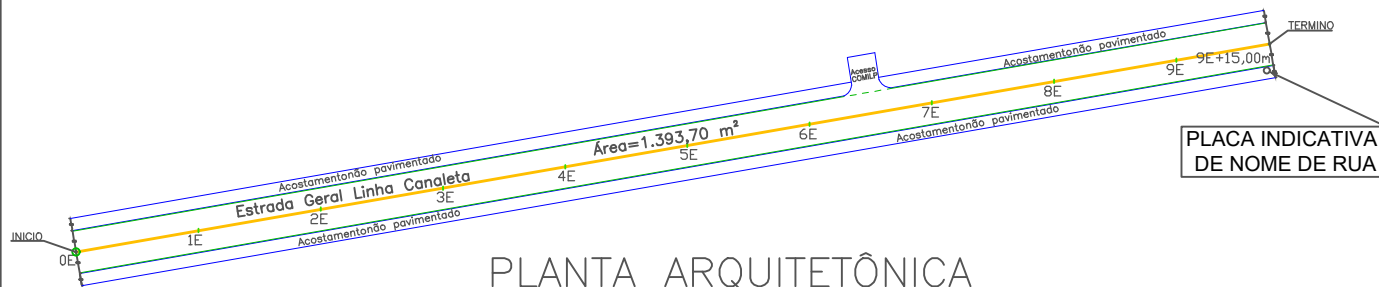 TERMINO
Acostamentonão pavimentado
Acesso
COMILP
9E+15,00m
9E
8E
7E
PLACA INDICATIVA
DE NOME DE RUA
Área=1.393,70 m²
6E
Acostamentonão pavimentado
5E
Acostamentonão pavimentado
4E
Estrada Geral Linha Canaleta
3E
2E
Acostamentonão pavimentado
1E
INICIO
0E
PLANTA ARQUITETÔNICA